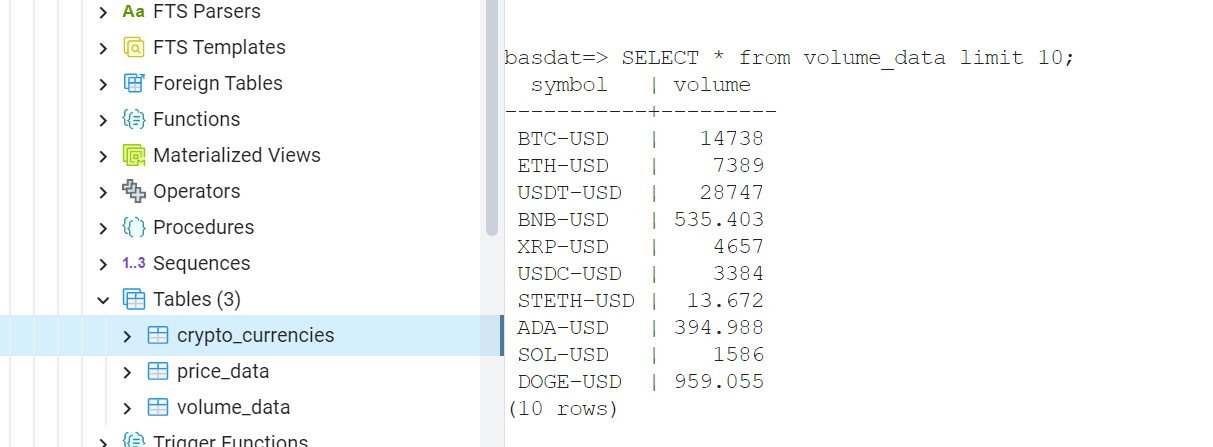 Aa FTS Parsers
FTS Templates
Foreign Tables
Functions
Materialized Views
Operators
Procedures
1..3 Sequences
Tables (3)
crypto_currencies
price_data
volume_data
Trigger Functions
basdat=> SELECT * from volume_data limit 10;
  symbol   | volume
-----------+---------
 BTC-USD   |   14738
 ETH-USD   |    7389
 USDT-USD  |   28747
 BNB-USD   | 535.403
 XRP-USD   |    4657
 USDC-USD  |    3384
 STETH-USD |  13.672
 ADA-USD   | 394.988
 SOL-USD   |    1586
 DOGE-USD  | 959.055
(10 rows)